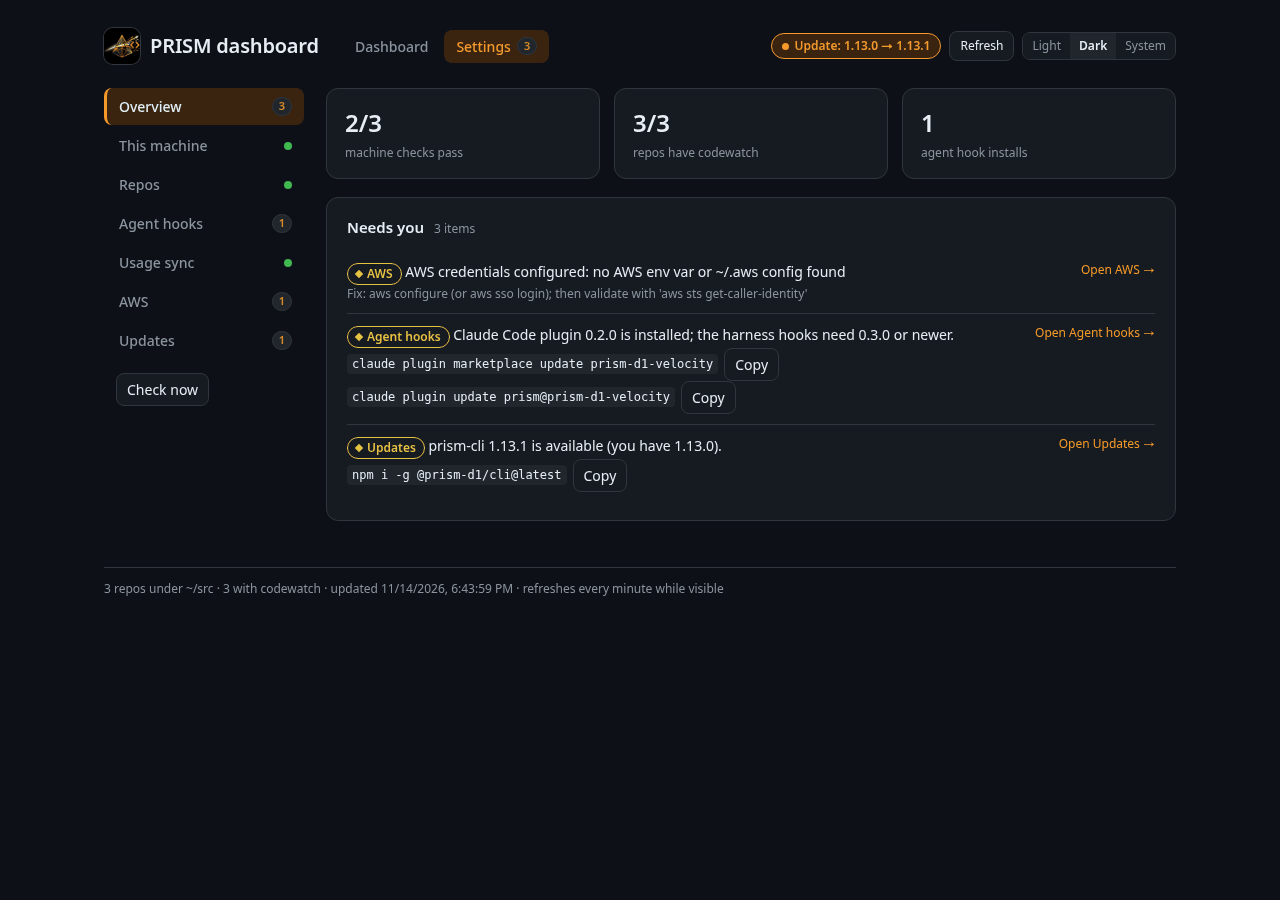 PRISM dashboard
Dashboard
Settings 3
Update: 1.13.0 → 1.13.1
Refresh
Light Dark System
Overview 3
This machine
Repos
Agent hooks 1
Usage sync
AWS 1
Updates 1
Check now
2/3
machine checks pass
3/3
repos have codewatch
1
agent hook installs
Needs you 3 items
◆ AWS AWS credentials configured: no AWS env var or ~/.aws config found Open AWS →
Fix: aws configure (or aws sso login); then validate with 'aws sts get-caller-identity'
◆ Agent hooks Claude Code plugin 0.2.0 is installed; the harness hooks need 0.3.0 or newer. Open Agent hooks →
claude plugin marketplace update prism-d1-velocity Copy
claude plugin update prism@prism-d1-velocity Copy
◆ Updates prism-cli 1.13.1 is available (you have 1.13.0). Open Updates →
npm i -g @prism-d1/cli@latest Copy
3 repos under ~/src · 3 with codewatch · updated 11/14/2026, 6:43:59 PM · refreshes every minute while visible